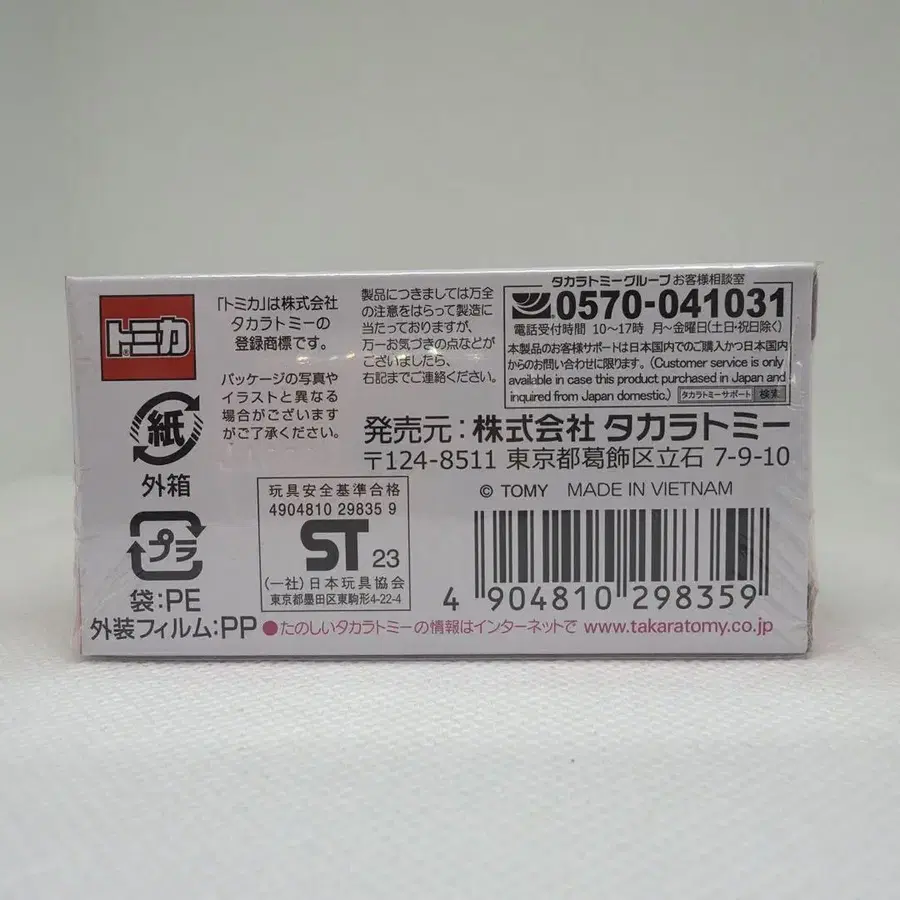 トミカ
®
「トミカ」は株式会社
タカラトミーの
登録商標です。
パッケージの写真や
イラストと異なる
場合がございます
がご了承ください。
製品につきましては万全
の注意をはらって製造に
当たっておりますが、
万一お気づきの点などが
ございましたら、
右記までご連絡ください。
タカラトミーグループ お客様相談室
0570-041031
電話受付時間 10〜17時 月〜金曜日(土日・祝日除く)
本製品のお客様サポートは日本国内でのご購入かつ日本国内
からのお問い合わせに限ります。(Customer service is only
available in case this product purchased in Japan and
inquired from Japan domestic.) タカラトミーサポート 検索
発売元:株式会社 タカラトミー
〒124-8511 東京都葛飾区立石 7-9-10
紙
外箱
プラ
袋:PE
外装フィルム:PP
玩具安全基準合格
4904810 29835 9
ST 23
(一社)日本玩具協会
東京都墨田区東駒形4-22-4
© TOMY MADE IN VIETNAM
4 904810 298359
●たのしいタカラトミーの情報はインターネットで www.takaratomy.co.jp